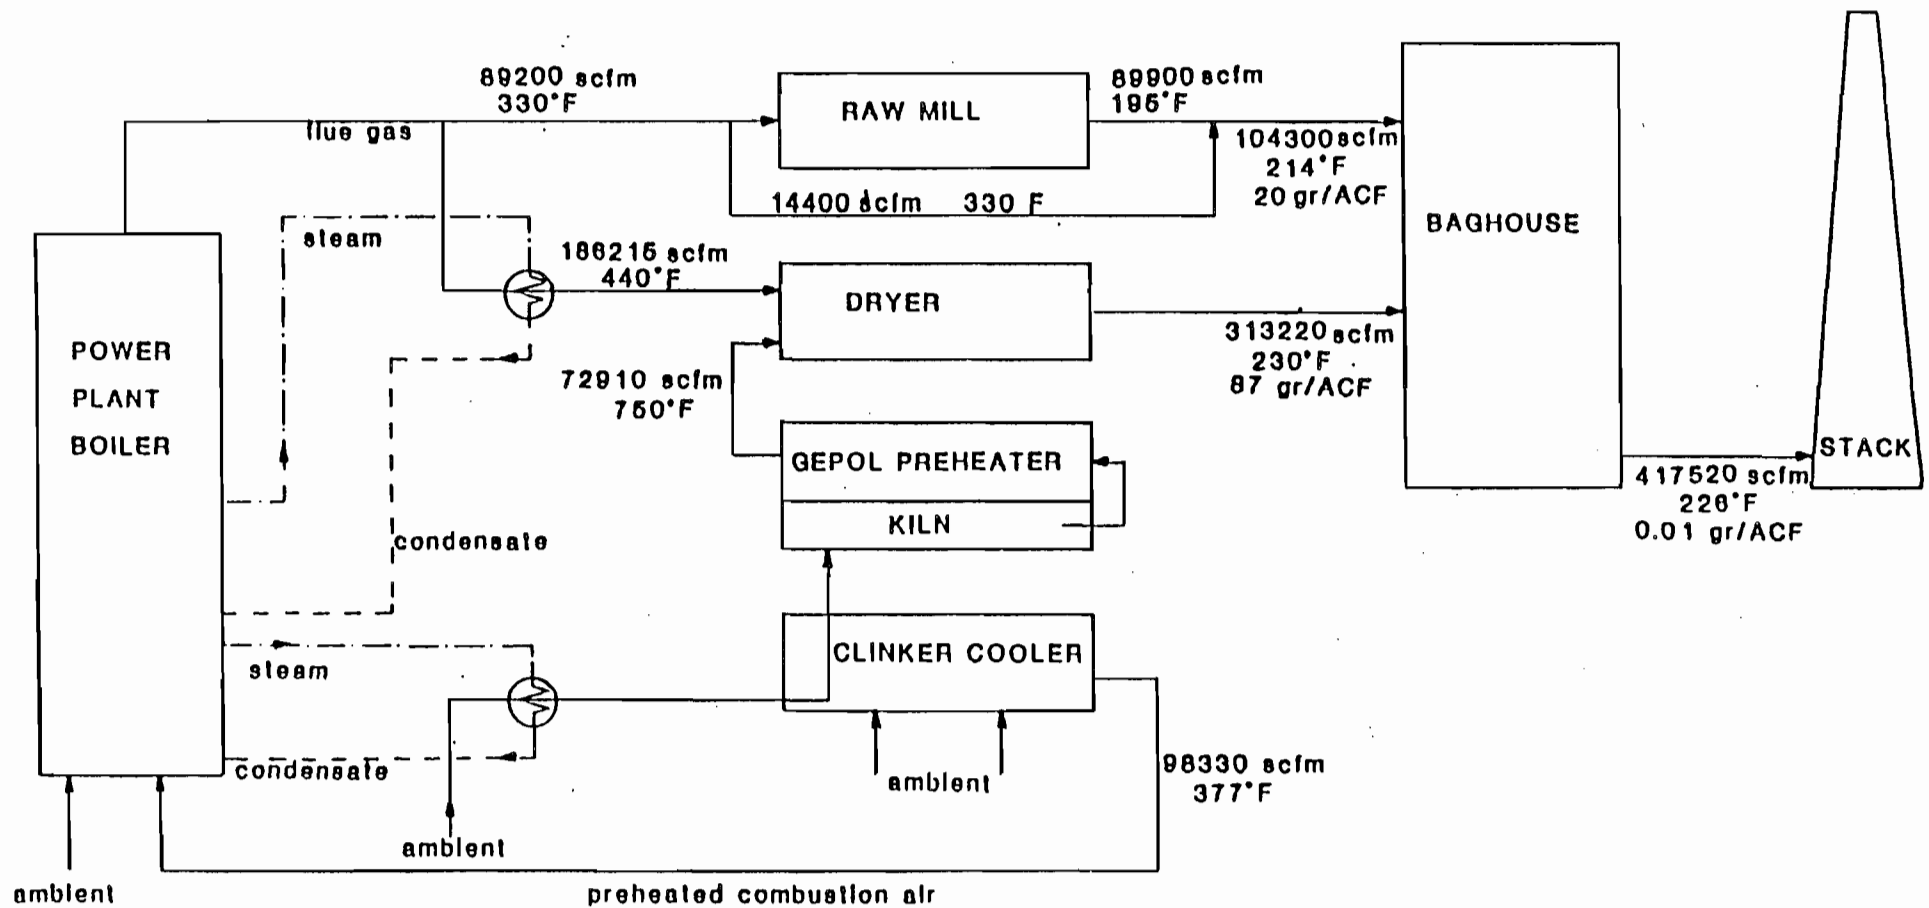 89200 scfm
330°F
flue gas
RAW MILL
89900 scfm
195°F
104300 scfm
214°F
20 gr/ACF
14400 scfm 330 F
BAGHOUSE
steam
186215 scfm
440°F
DRYER
313220 scfm
230°F
87 gr/ACF
POWER
PLANT
BOILER
72910 scfm
750°F
GEPOL PREHEATER
KILN
STACK
417520 scfm
226°F
0.01 gr/ACF
condensate
CLINKER COOLER
steam
condensate
ambient
98330 scfm
377°F
ambient
ambient
preheated combustion air